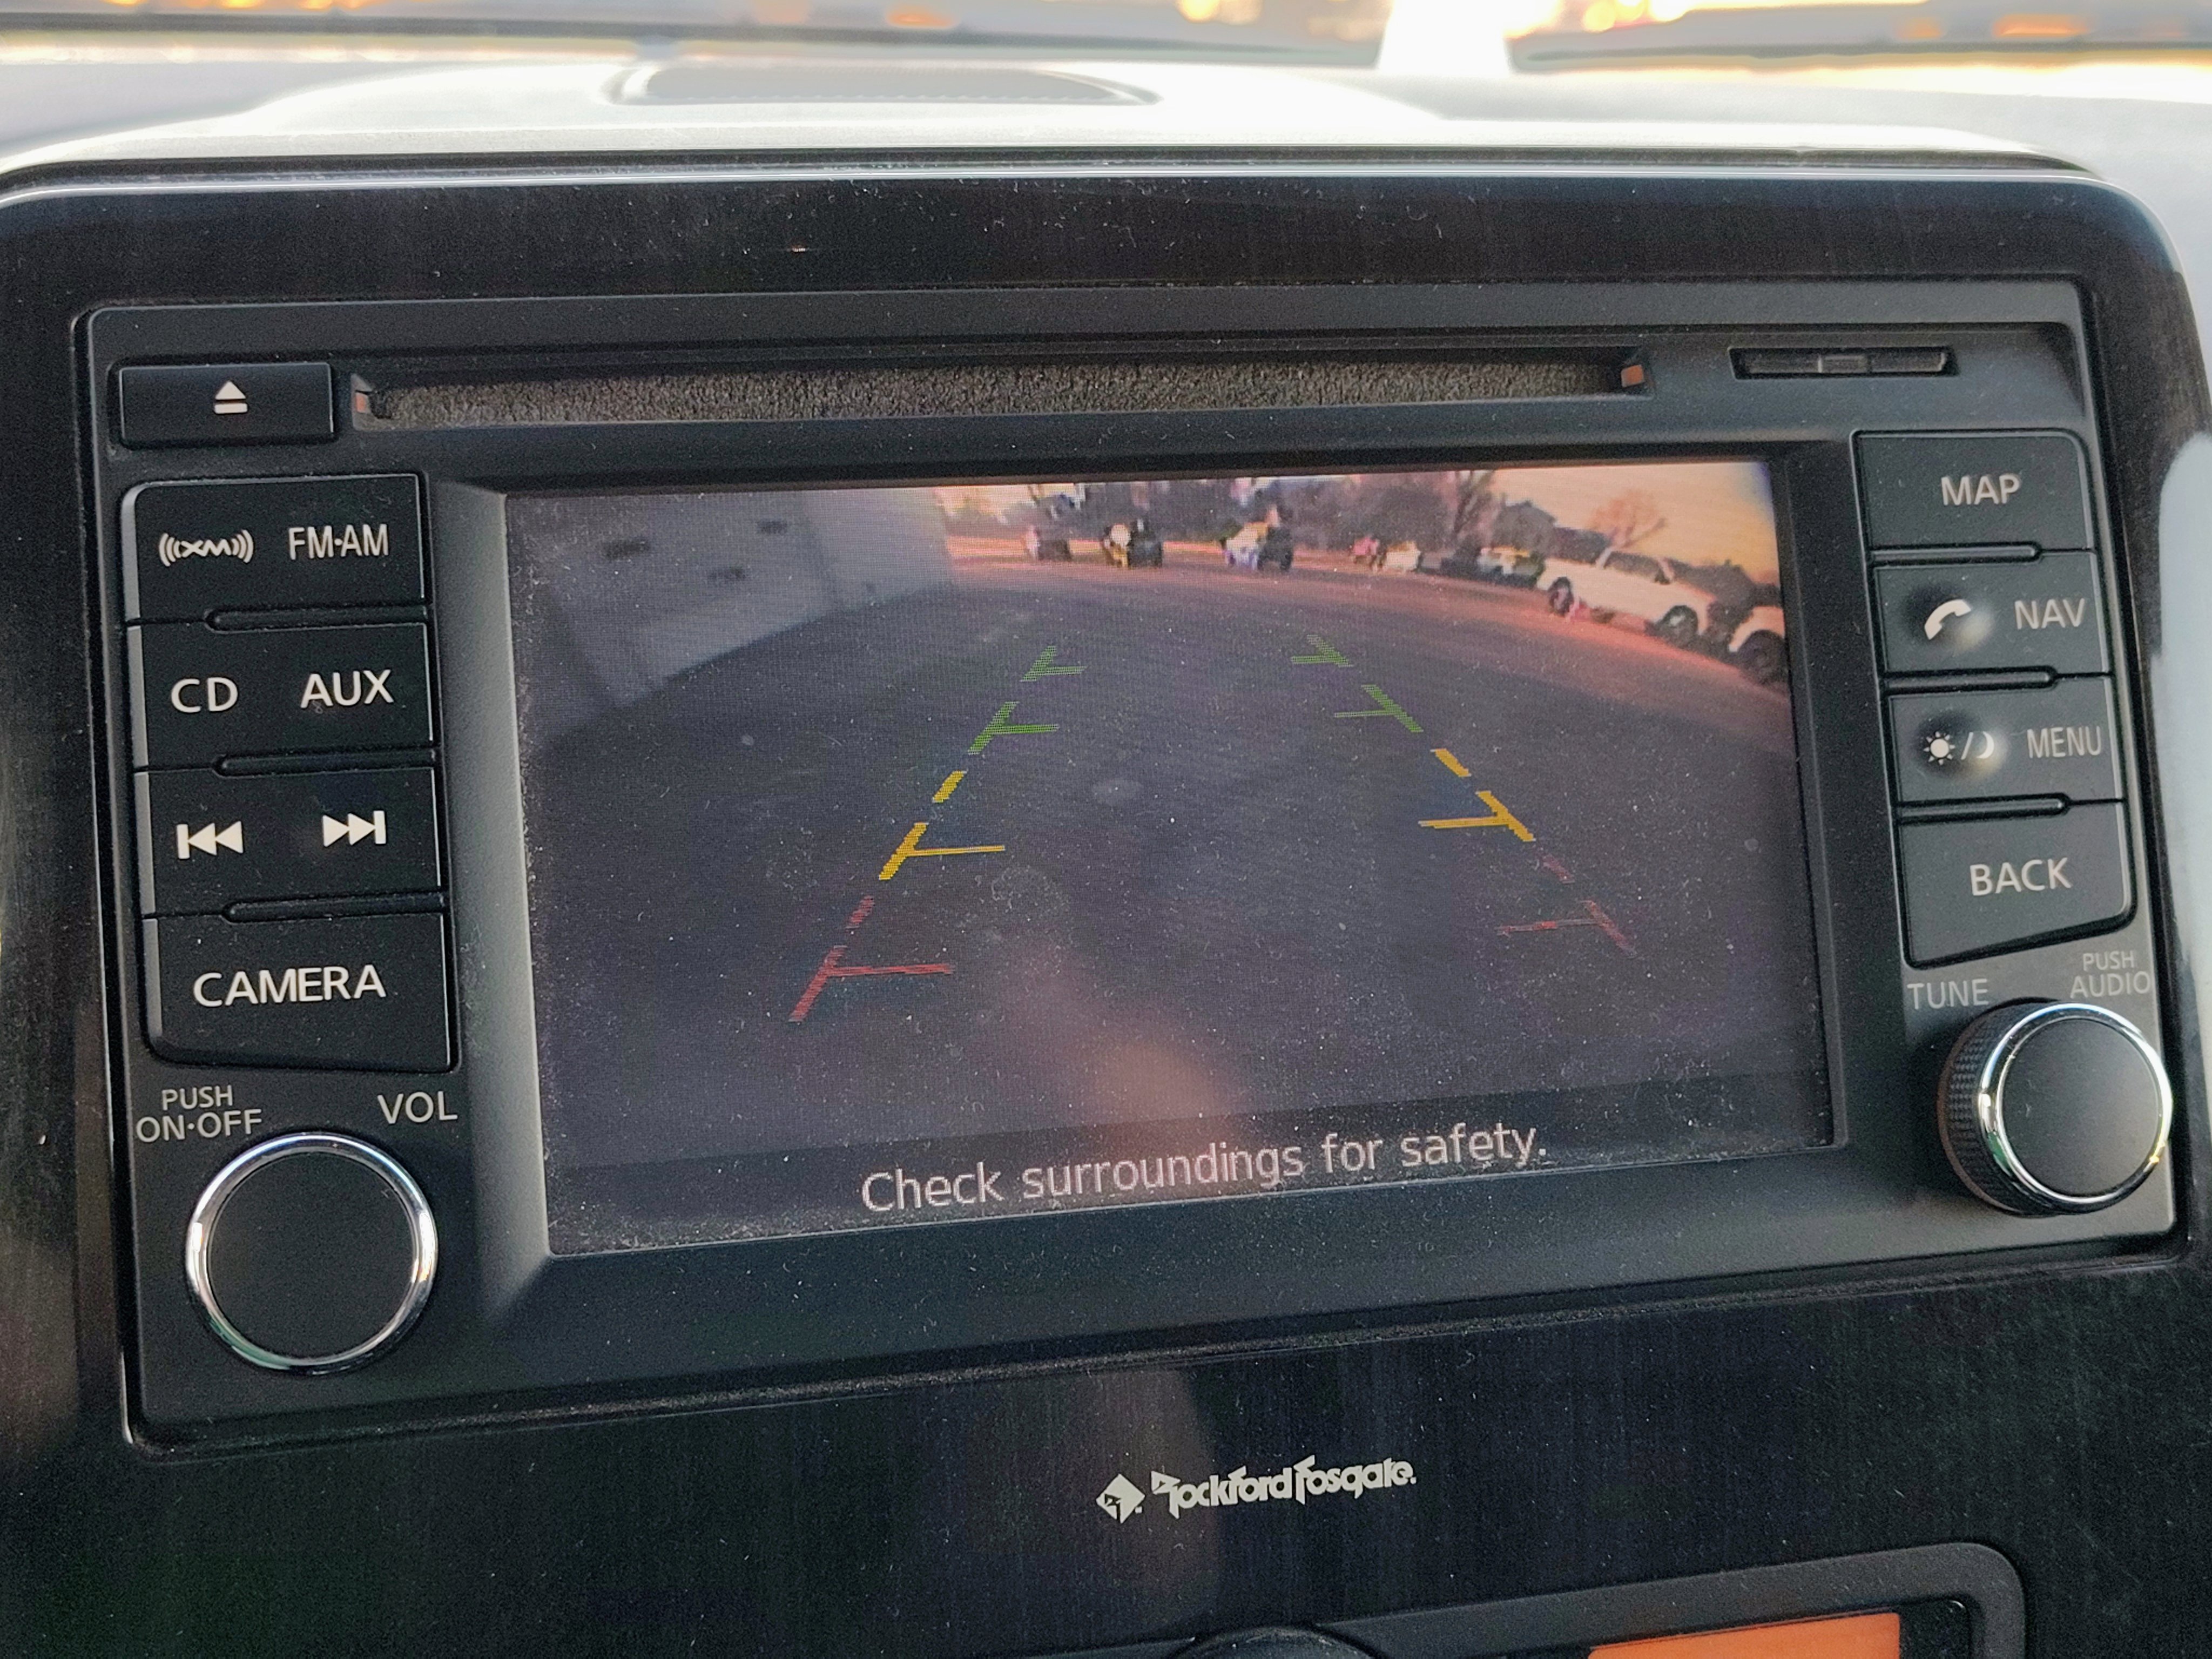 ((XM)) FM·AM
CD AUX
CAMERA
PUSH
ON·OFF
VOL
MAP
NAV
MENU
BACK
TUNE
PUSH
AUDIO
Check surroundings for safety.
Rockford Fosgate.